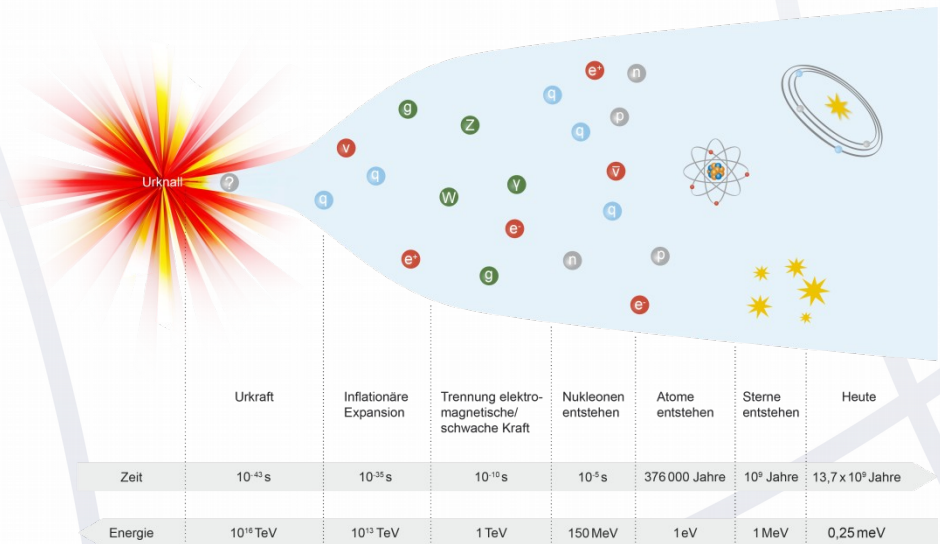 Urknall
?
ν
q
q
g
Z
W
γ
e⁺
e⁻
g
q
e⁺
n
p
q
ν̅
q
n
p
e⁻
Urkraft
Inflationäre
Expansion
Trennung elektro-
magnetische/
schwache Kraft
Nukleonen
entstehen
Atome
entstehen
Sterne
entstehen
Heute
Zeit 10⁻⁴³ s 10⁻³⁵ s 10⁻¹⁰ s 10⁻⁵ s 376 000 Jahre 10⁹ Jahre 13,7 x 10⁹ Jahre
Energie 10¹⁶ TeV 10¹³ TeV 1 TeV 150 MeV 1 eV 1 MeV 0,25 meV